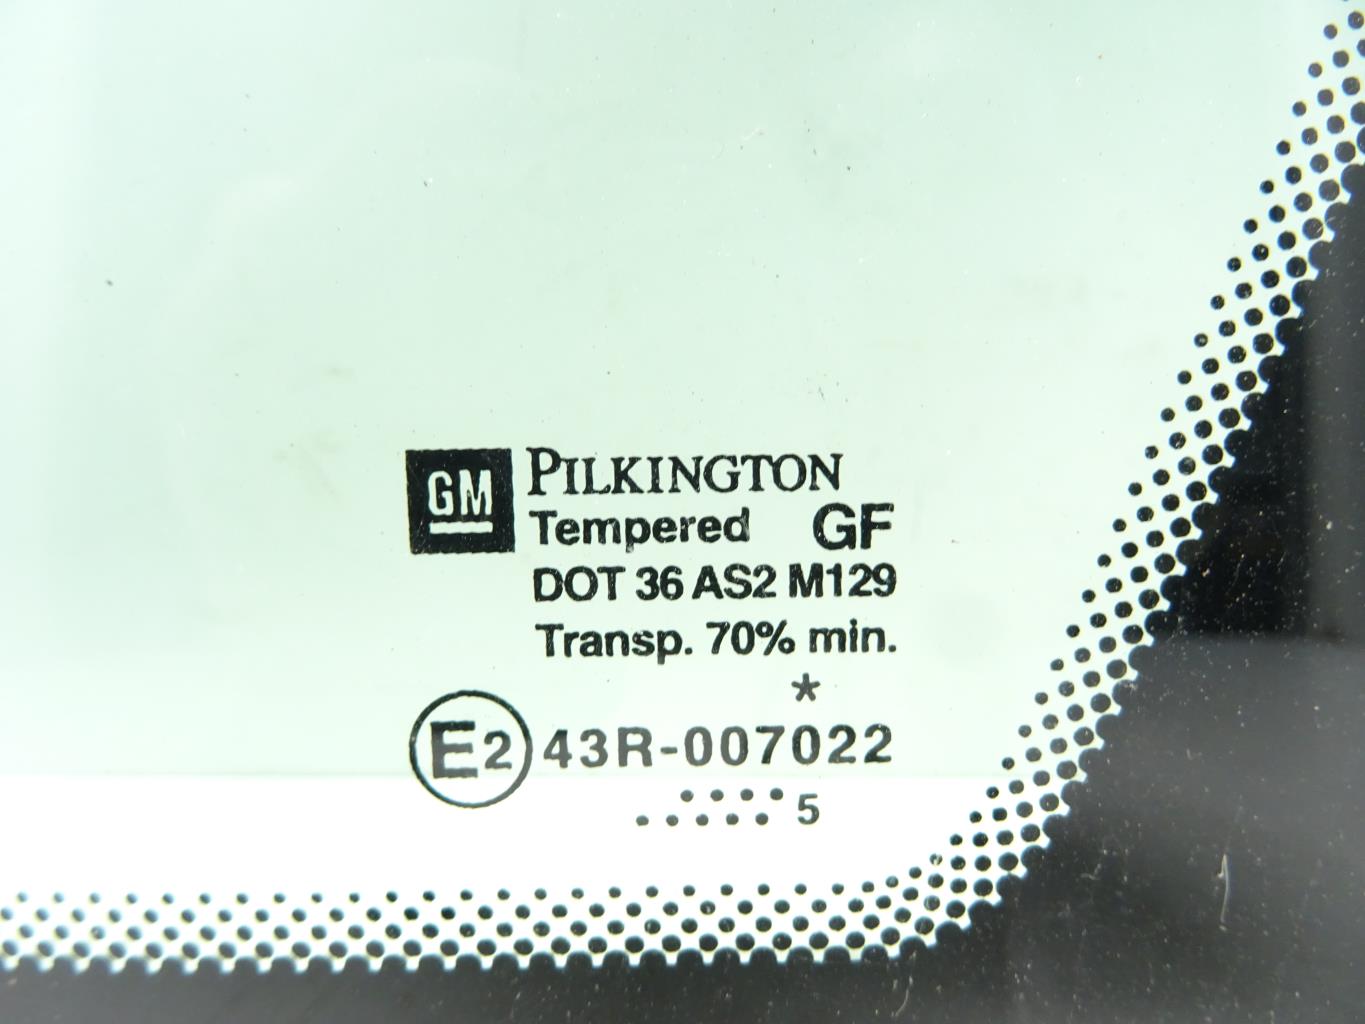 GM PILKINGTON
Tempered GF
DOT 36 AS2 M129
Transp. 70% min.
*
E2 43R-007022
5